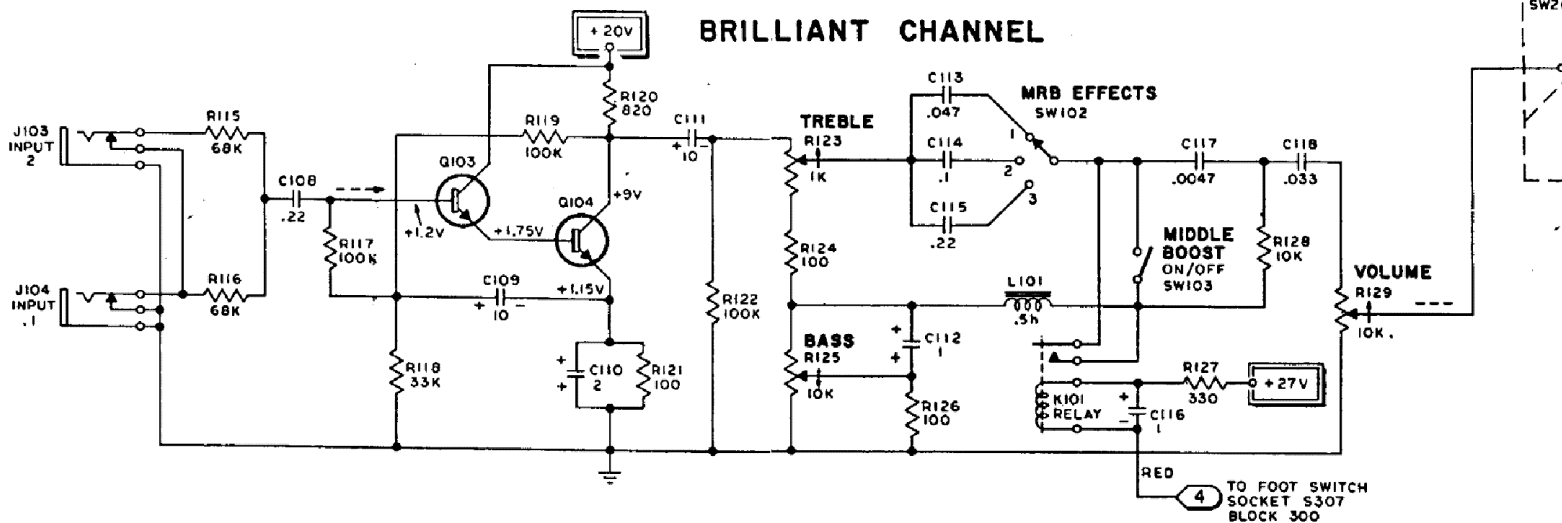 BRILLIANT CHANNEL
SW2
+20V
R120
820
C113
.047
MRB EFFECTS
SW102
R115
68K
R119
100K
C111
+10-
TREBLE
R123
1K
1
C114
.1
2
C117
.0047
C118
.033
J103
INPUT
2
Q103
C108
.22
Q104
+9V
3
C115
.22
+1.2V
+1.75V
R117
100K
R124
100
MIDDLE
BOOST
ON/OFF
SW103
R128
10K
R116
68K
J104
INPUT
.1
C109
+ 10 -
+1.15V
L101
.5h
VOLUME
R129
10K.
R122
100K
+
C112
1
+
BASS
R125
10K
R118
33K
+
C110
2
+
R121
100
R126
100
R127
330
+27V
K101
RELAY
+
C116
1
-
RED
4
TO FOOT SWITCH
SOCKET S307
BLOCK 300